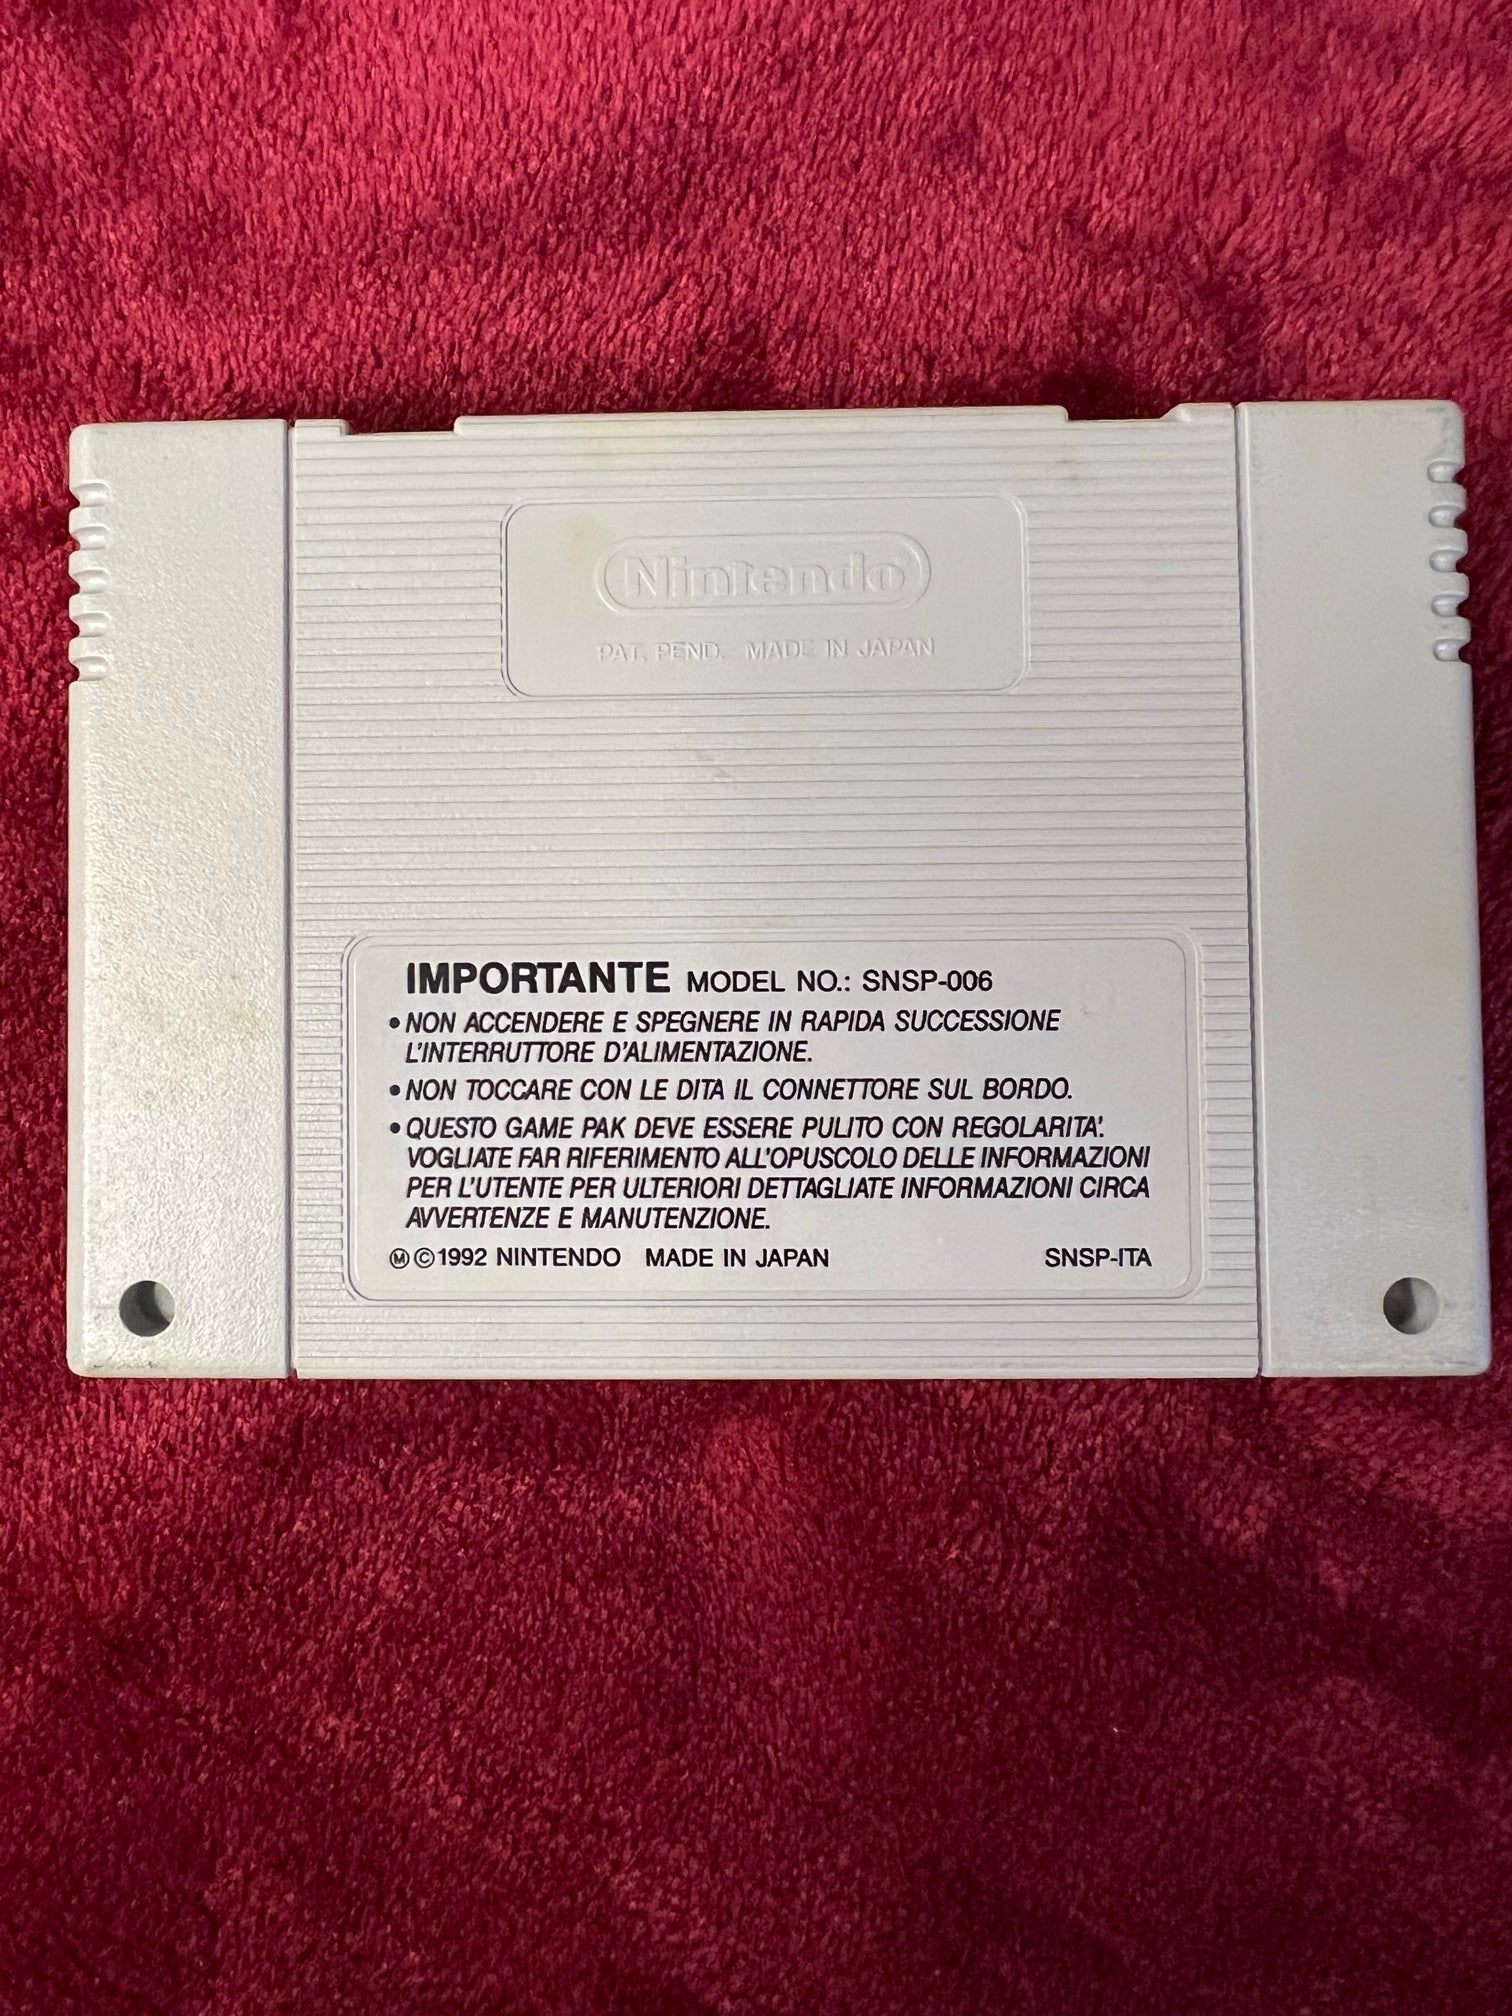 Nintendo
PAT. PEND. MADE IN JAPAN
IMPORTANTE MODEL NO.: SNSP-006
• NON ACCENDERE E SPEGNERE IN RAPIDA SUCCESSIONE
L'INTERRUTTORE D'ALIMENTAZIONE.
• NON TOCCARE CON LE DITA IL CONNETTORE SUL BORDO.
• QUESTO GAME PAK DEVE ESSERE PULITO CON REGOLARITA'.
VOGLIATE FAR RIFERIMENTO ALL'OPUSCOLO DELLE INFORMAZIONI
PER L'UTENTE PER ULTERIORI DETTAGLIATE INFORMAZIONI CIRCA
AVVERTENZE E MANUTENZIONE.
Ⓜ©1992 NINTENDO MADE IN JAPAN SNSP-ITA